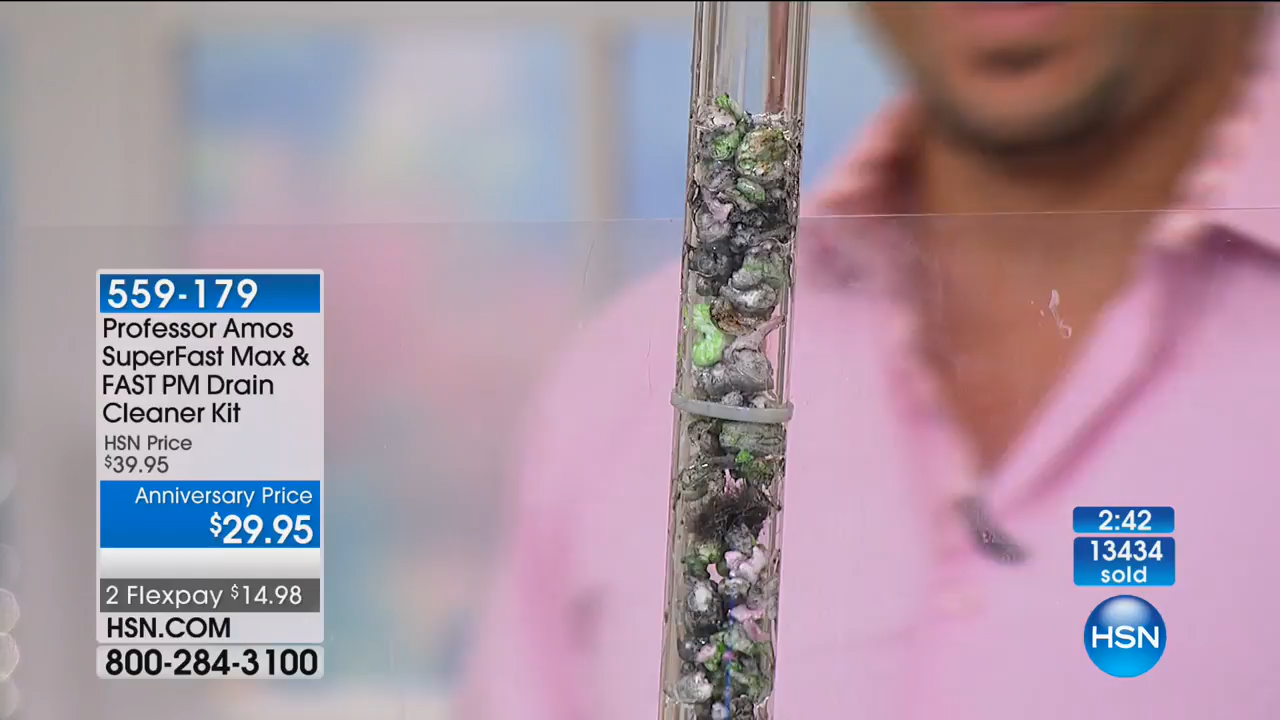 559-179
Professor Amos
SuperFast Max &
FAST PM Drain
Cleaner Kit
HSN Price
$39.95
Anniversary Price
$29.95
2 Flexpay $14.98
HSN.COM
800-284-3100
2:42
13434
sold
HSN